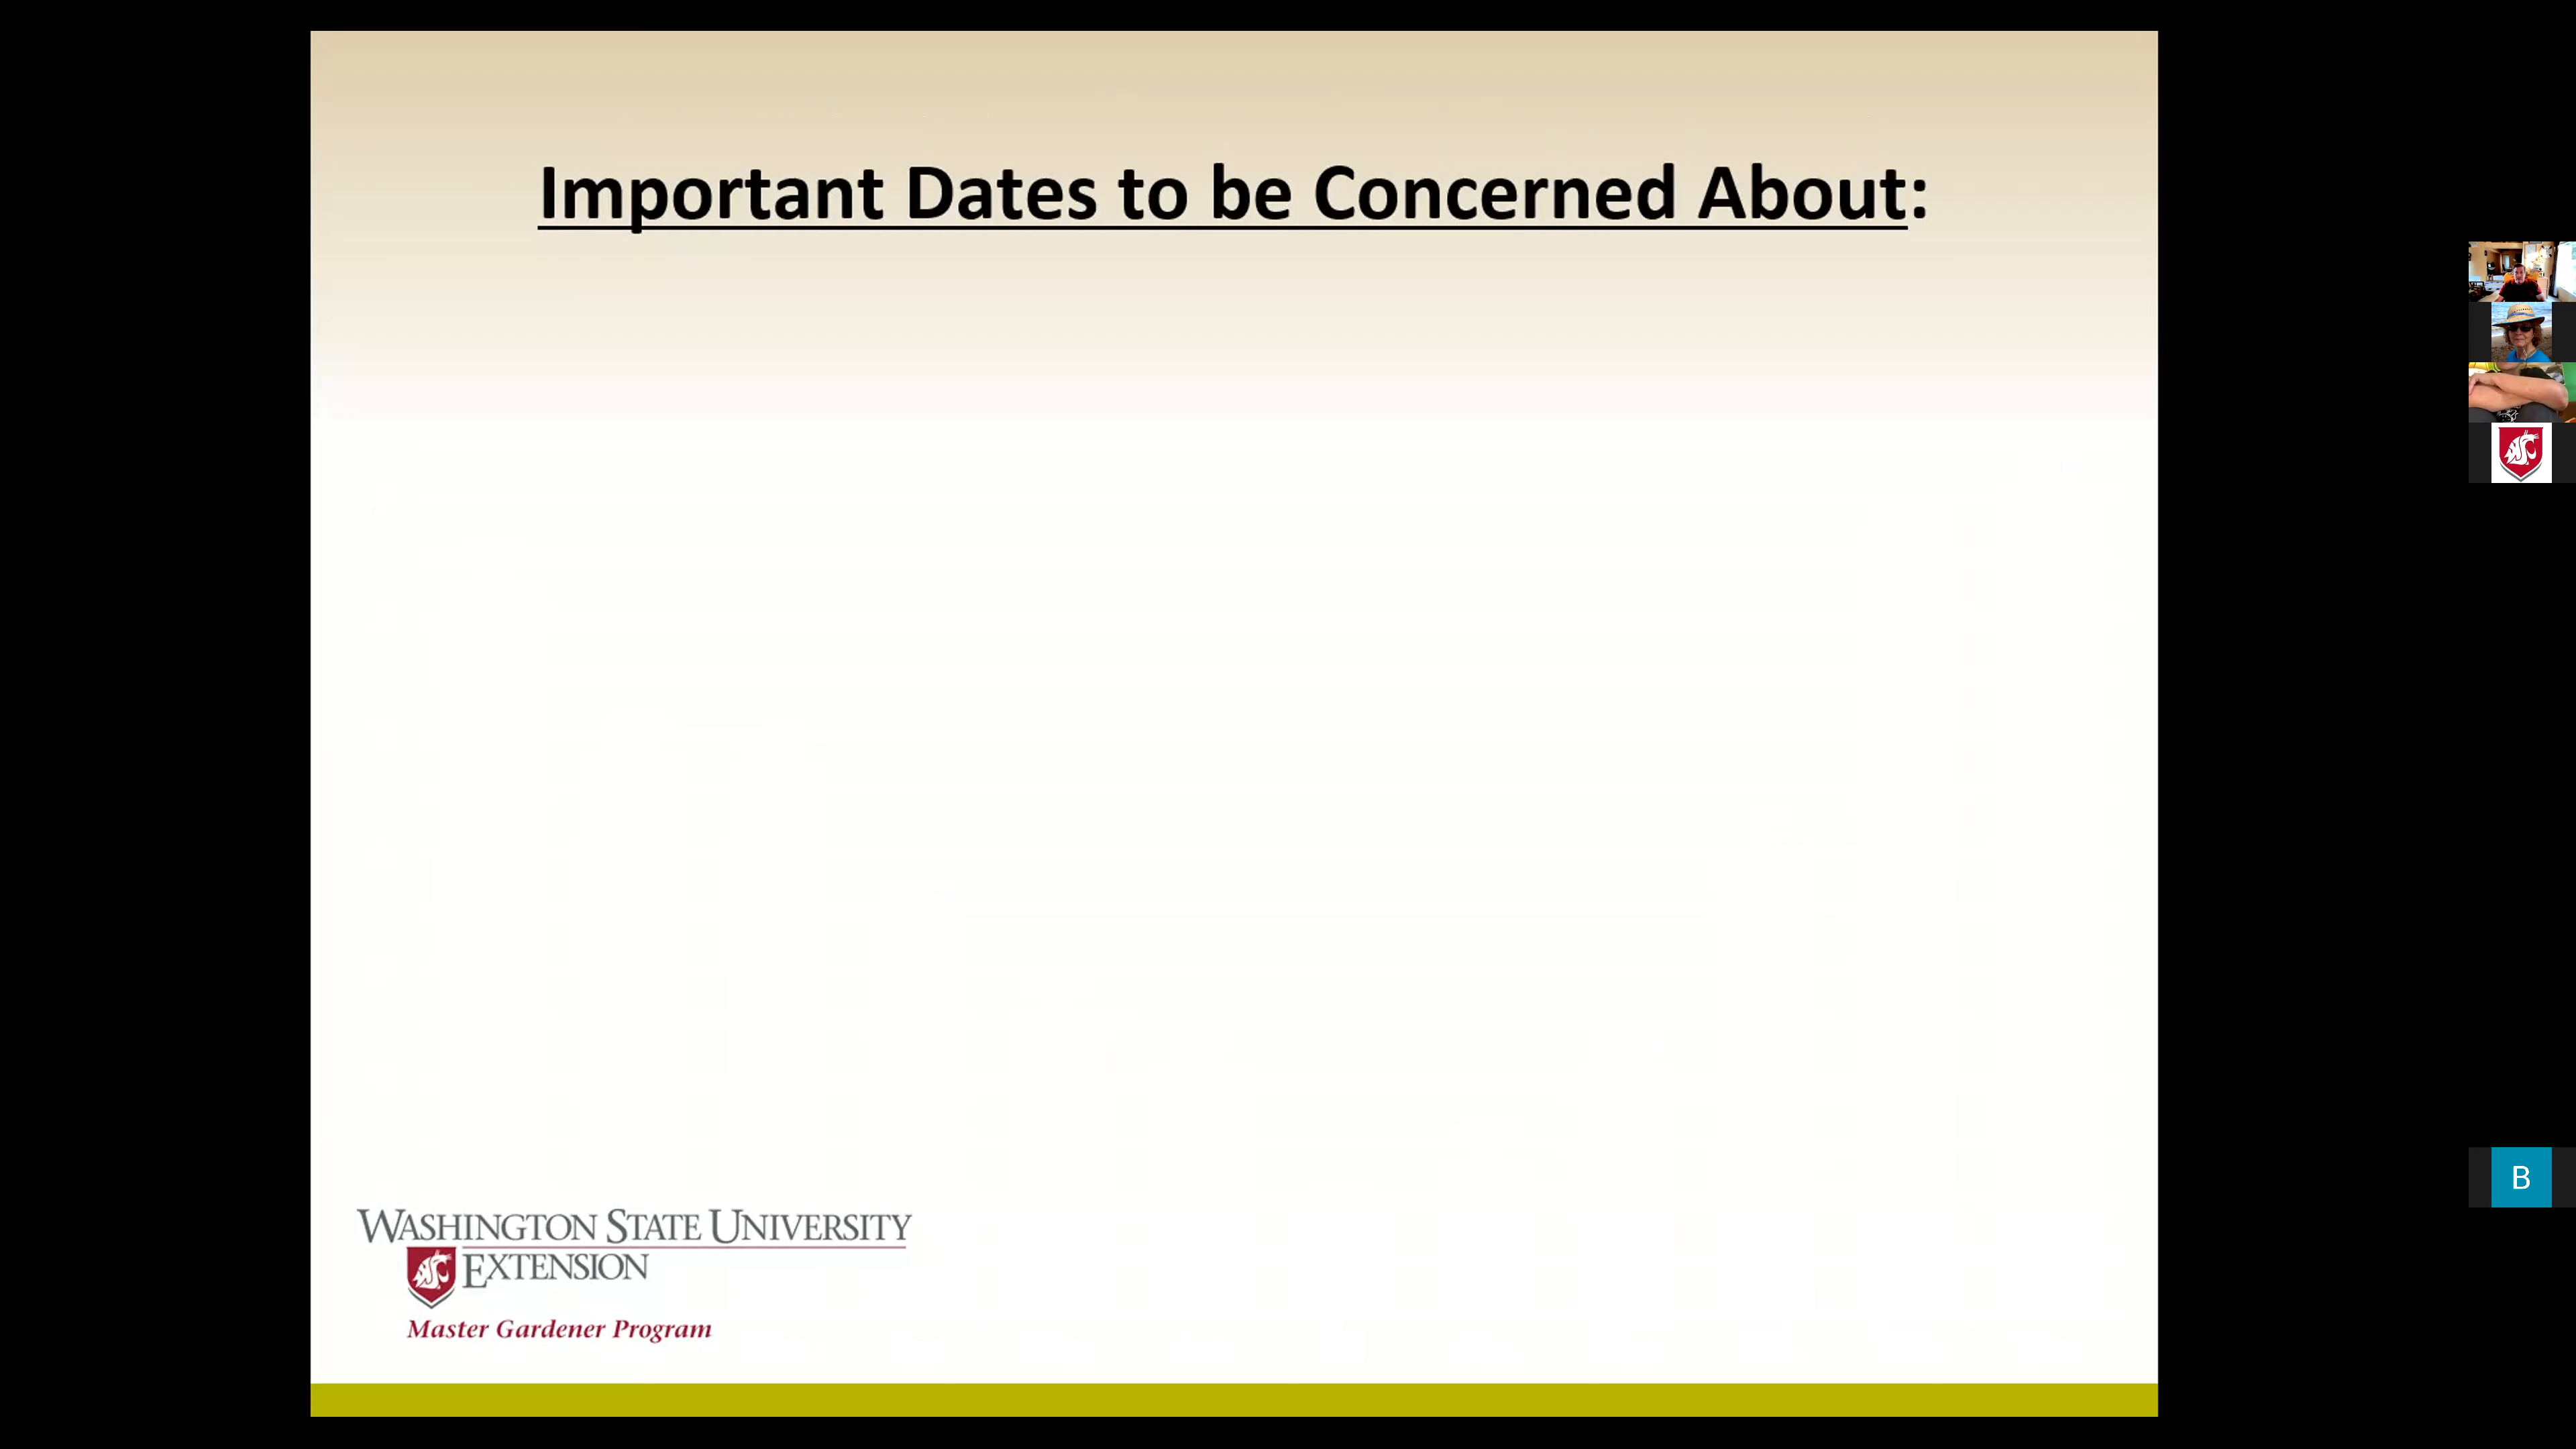 Important Dates to be Concerned About:
WASHINGTON STATE UNIVERSITY
EXTENSION
Master Gardener Program
B